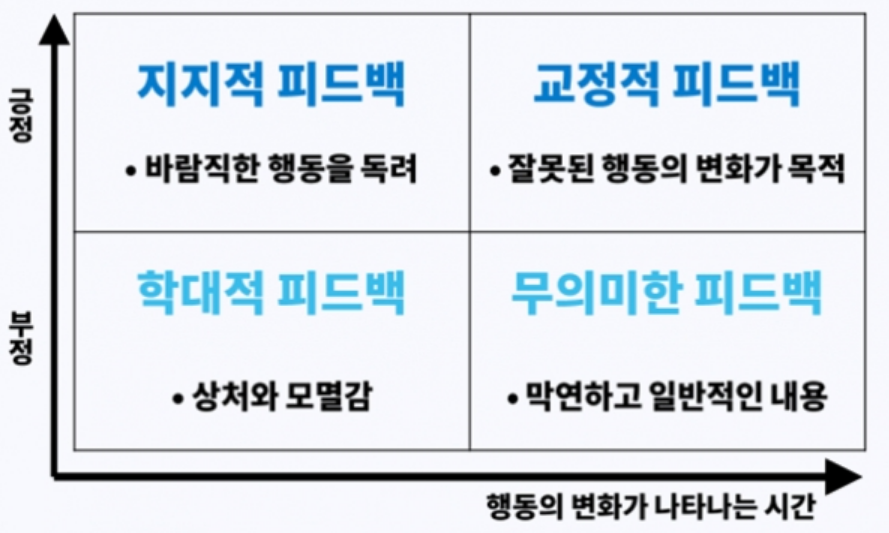 긍정
지지적 피드백
• 바람직한 행동을 독려
교정적 피드백
• 잘못된 행동의 변화가 목적
부정
학대적 피드백
• 상처와 모멸감
무의미한 피드백
• 막연하고 일반적인 내용
행동의 변화가 나타나는 시간